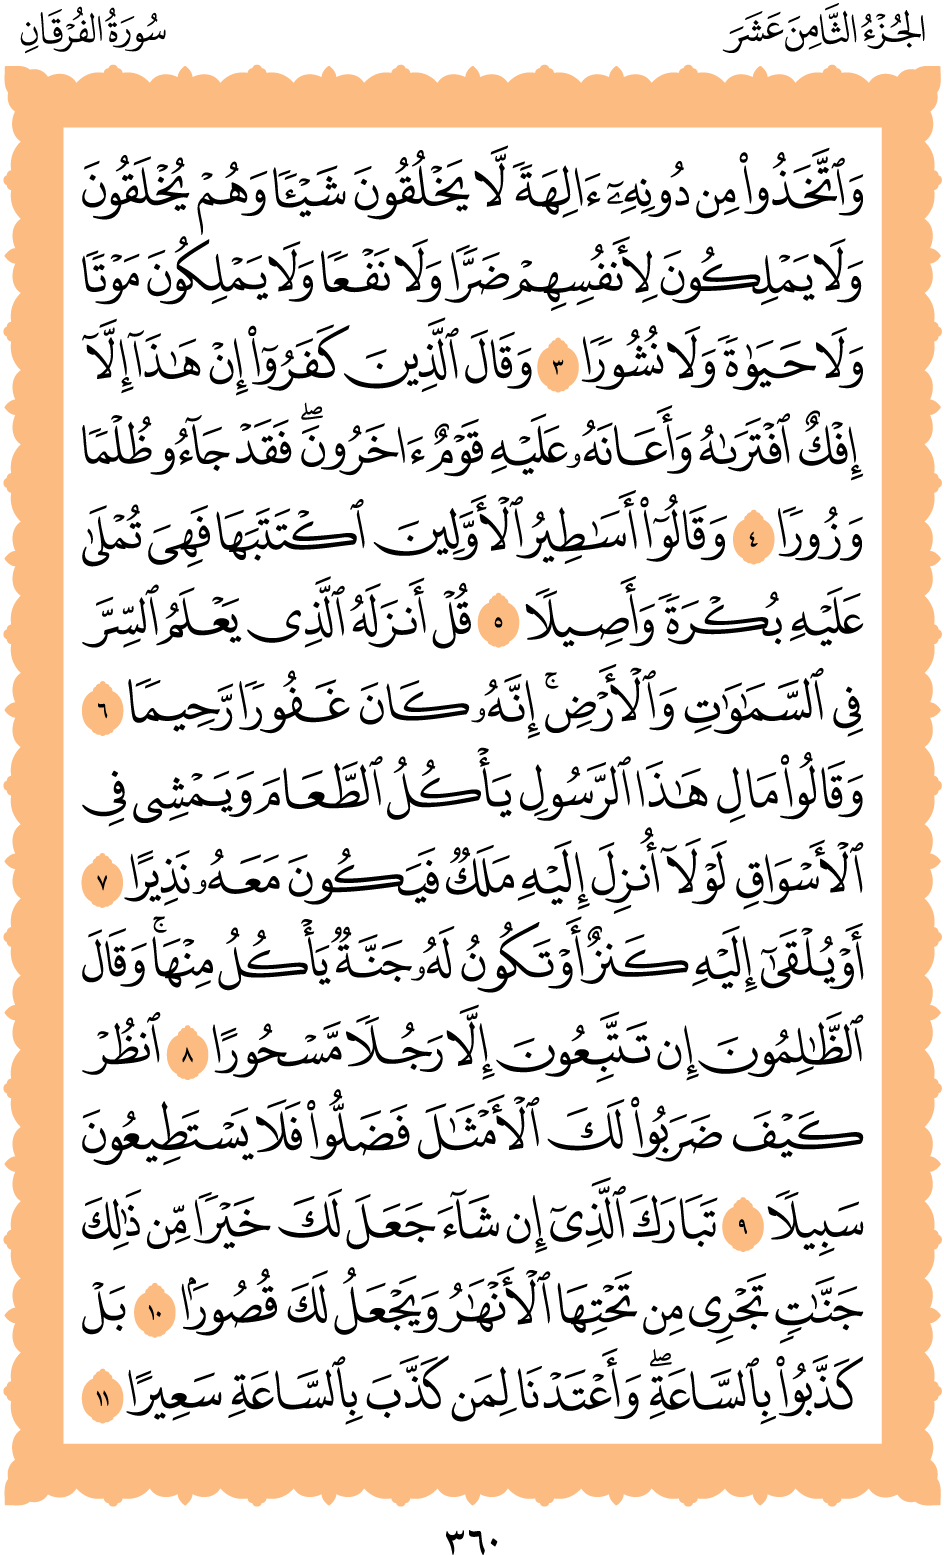 الجُزْءُ الثَّامِنَ عَشَرَ
سُورَةُ الفُرْقَانِ
وَٱتَّخَذُوا۟ مِن دُونِهِۦٓ ءَالِهَةً لَّا يَخْلُقُونَ شَيْـًٔا وَهُمْ يُخْلَقُونَ
وَلَا يَمْلِكُونَ لِأَنفُسِهِمْ ضَرًّا وَلَا نَفْعًا وَلَا يَمْلِكُونَ مَوْتًا
وَلَا حَيَوٰةً وَلَا نُشُورًا ٣ وَقَالَ ٱلَّذِينَ كَفَرُوٓا۟ إِنْ هَـٰذَآ إِلَّآ
إِفْكٌ ٱفْتَرَىٰهُ وَأَعَانَهُۥ عَلَيْهِ قَوْمٌ ءَاخَرُونَ ۖ فَقَدْ جَآءُو ظُلْمًا
وَزُورًا ٤ وَقَالُوٓا۟ أَسَـٰطِيرُ ٱلْأَوَّلِينَ ٱكْتَتَبَهَا فَهِىَ تُمْلَىٰ
عَلَيْهِ بُكْرَةً وَأَصِيلًا ٥ قُلْ أَنزَلَهُ ٱلَّذِى يَعْلَمُ ٱلسِّرَّ
فِى ٱلسَّمَـٰوَٰتِ وَٱلْأَرْضِ ۚ إِنَّهُۥ كَانَ غَفُورًا رَّحِيمًا ٦
وَقَالُوا۟ مَالِ هَـٰذَا ٱلرَّسُولِ يَأْكُلُ ٱلطَّعَامَ وَيَمْشِى فِى
ٱلْأَسْوَاقِ لَوْلَآ أُنزِلَ إِلَيْهِ مَلَكٌ فَيَكُونَ مَعَهُۥ نَذِيرًا ٧
أَوْ يُلْقَىٰٓ إِلَيْهِ كَنزٌ أَوْ تَكُونُ لَهُۥ جَنَّةٌ يَأْكُلُ مِنْهَا ۚ وَقَالَ
ٱلظَّـٰلِمُونَ إِن تَتَّبِعُونَ إِلَّا رَجُلًا مَّسْحُورًا ٨ ٱنظُرْ
كَيْفَ ضَرَبُوا۟ لَكَ ٱلْأَمْثَـٰلَ فَضَلُّوا۟ فَلَا يَسْتَطِيعُونَ
سَبِيلًا ٩ تَبَارَكَ ٱلَّذِىٓ إِن شَآءَ جَعَلَ لَكَ خَيْرًا مِّن ذَٰلِكَ
جَنَّـٰتٍ تَجْرِى مِن تَحْتِهَا ٱلْأَنْهَـٰرُ وَيَجْعَل لَّكَ قُصُورًۢا ١٠ بَلْ
كَذَّبُوا۟ بِٱلسَّاعَةِ ۖ وَأَعْتَدْنَا لِمَن كَذَّبَ بِٱلسَّاعَةِ سَعِيرًا ١١
٣٦٠